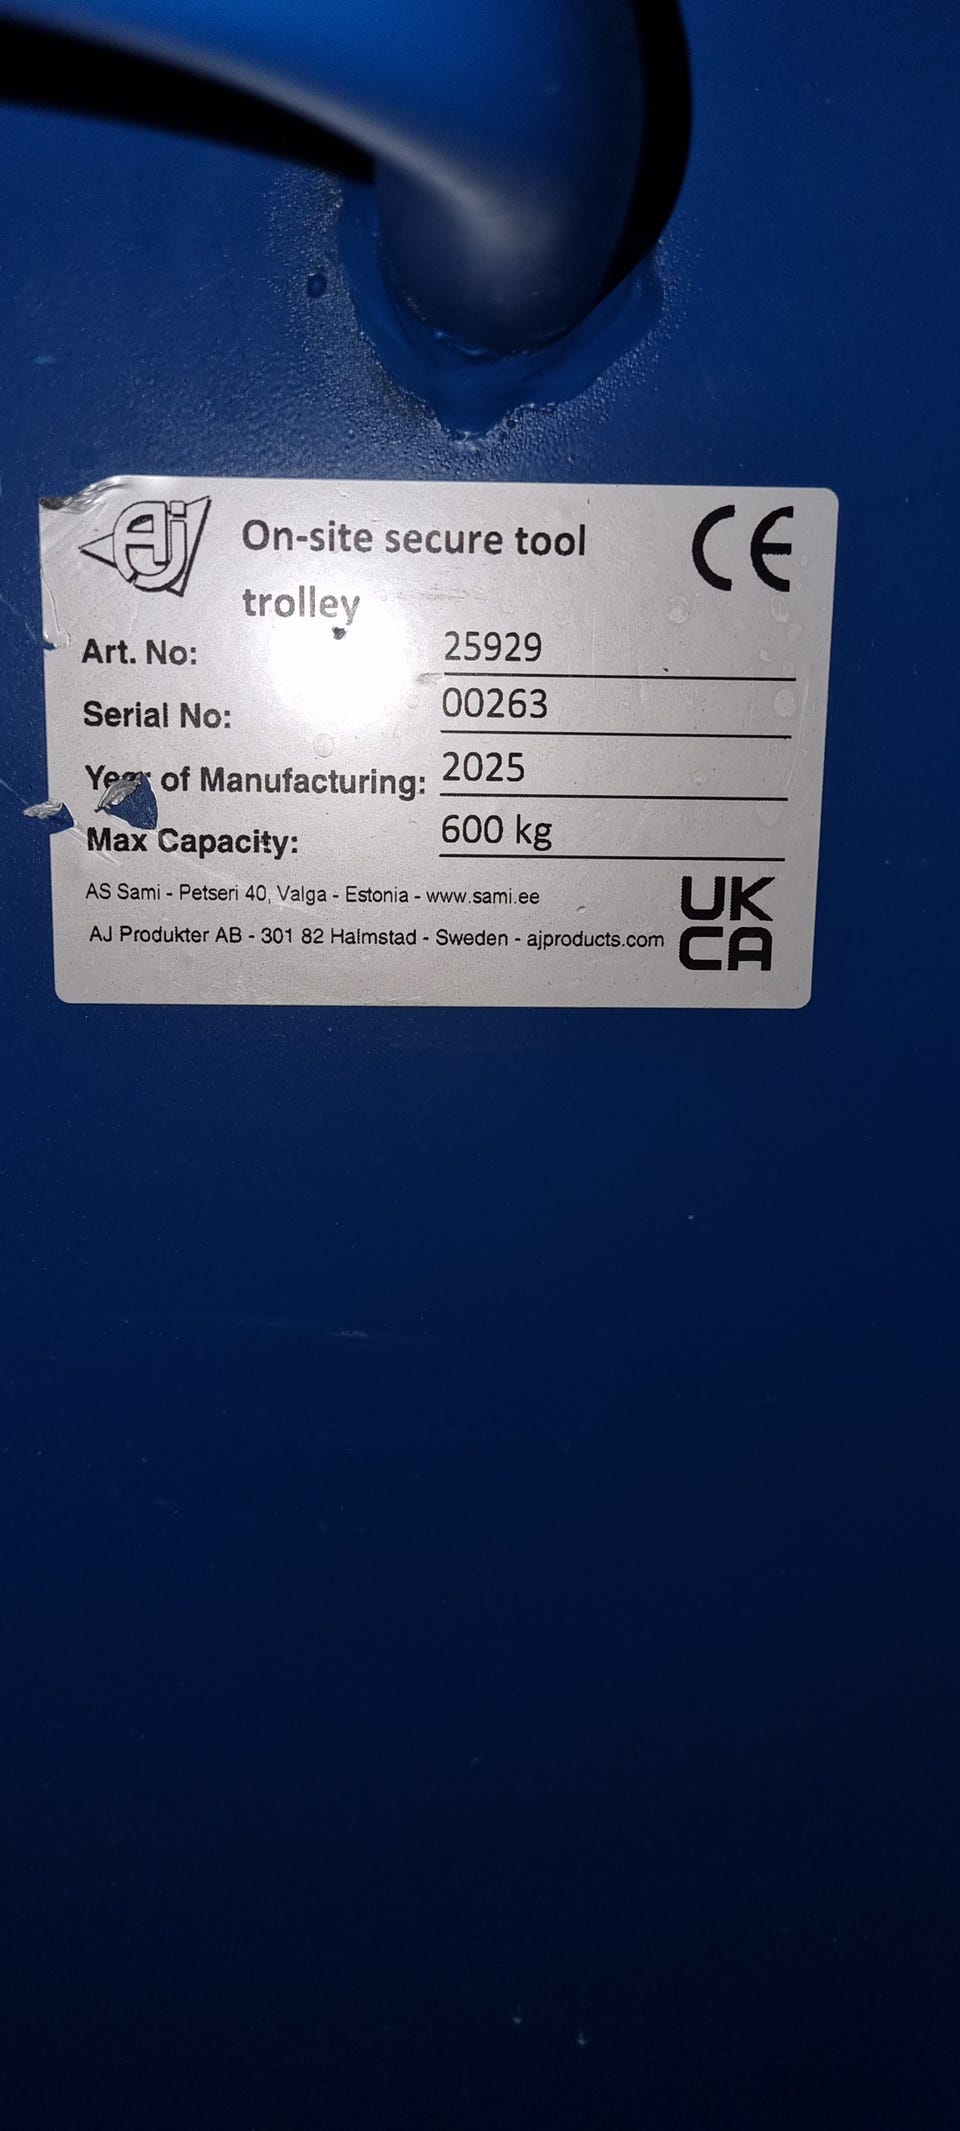 AJ On-site secure tool CE
trolley
Art. No: 25929
Serial No: 00263
Year of Manufacturing: 2025
Max Capacity: 600 kg
AS Sami - Petseri 40, Valga - Estonia - www.sami.ee
AJ Produkter AB - 301 82 Halmstad - Sweden - ajproducts.com
UK
CA